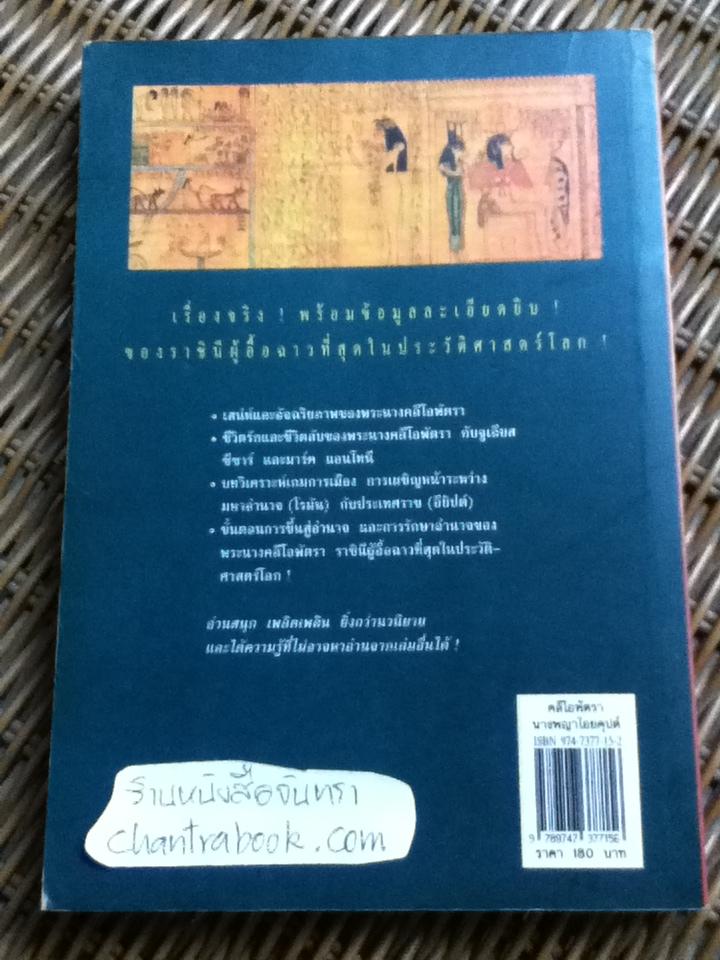 เรื่องจริง ! พร้อมข้อมูลละเอียดยิบ !
ของราชินีผู้อื้อฉาวที่สุดในประวัติศาสตร์โลก !
• เสน่ห์และอัจฉริยภาพของพระนางคลีโอพัตรา
• ชีวิตรักและชีวิตลับของพระนางคลีโอพัตรา กับจูเลียส
ซีซาร์ และมาร์ค แอนโทนี
• บทวิเคราะห์เกมการเมือง การเผชิญหน้าระหว่าง
มหาอำนาจ (โรมัน) กับประเทศราช (อียิปต์)
• ขั้นตอนการขึ้นสู่อำนาจ และการรักษาอำนาจของ
พระนางคลีโอพัตรา ราชินีผู้อื้อฉาวที่สุดในประวัติ-
ศาสตร์โลก !
อ่านสนุก เพลิดเพลิน ยิ่งกว่านวนิยาย
และได้ความรู้ที่ไม่อาจหาอ่านจากเล่มอื่นได้ !
คลีโอพัตรา
นางพญาไอยคุปต์
ISBN 974-7377-15-2
9 789747 377156
ราคา 180 บาท
ร้านหนังสือจันทรา
chantrabook.com